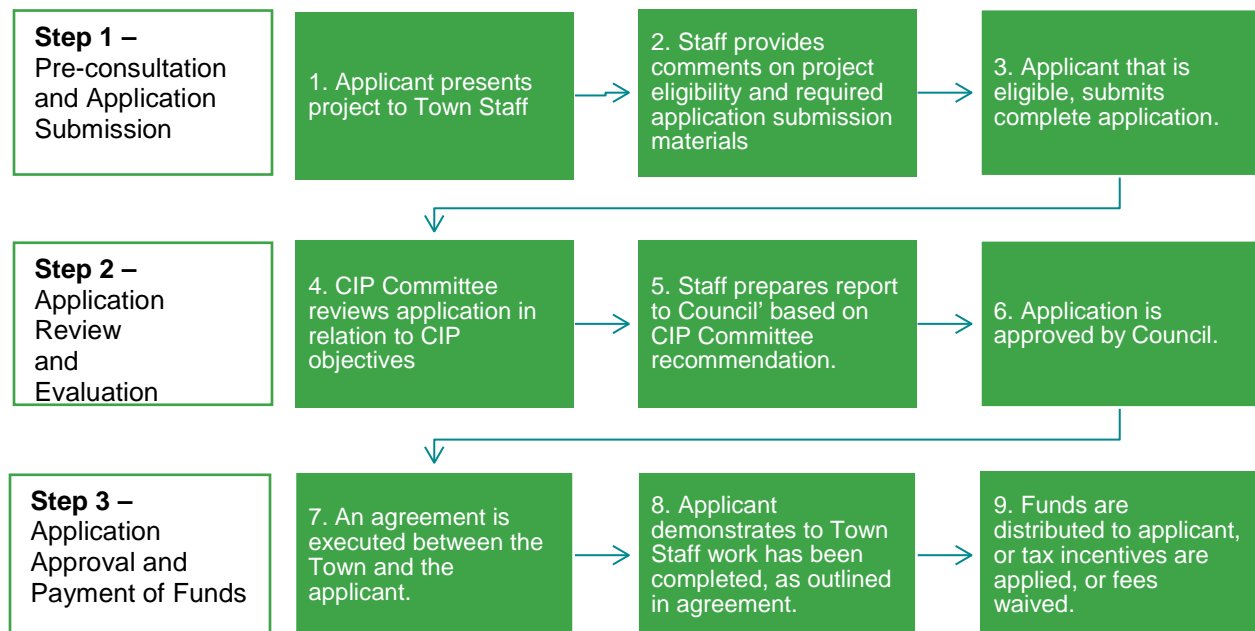 Step 1 –
Pre-consultation
and Application
Submission
1. Applicant presents
project to Town Staff
2. Staff provides
comments on project
eligibility and required
application submission
materials
3. Applicant that is
eligible, submits
complete application.
Step 2 –
Application
Review
and
Evaluation
4. CIP Committee
reviews application in
relation to CIP
objectives
5. Staff prepares report
to Council’ based on
CIP Committee
recommendation.
6. Application is
approved by Council.
Step 3 –
Application
Approval and
Payment of Funds
7. An agreement is
executed between the
Town and the
applicant.
8. Applicant
demonstrates to Town
Staff work has been
completed, as outlined
in agreement.
9. Funds are
distributed to applicant,
or tax incentives are
applied, or fees
waived.